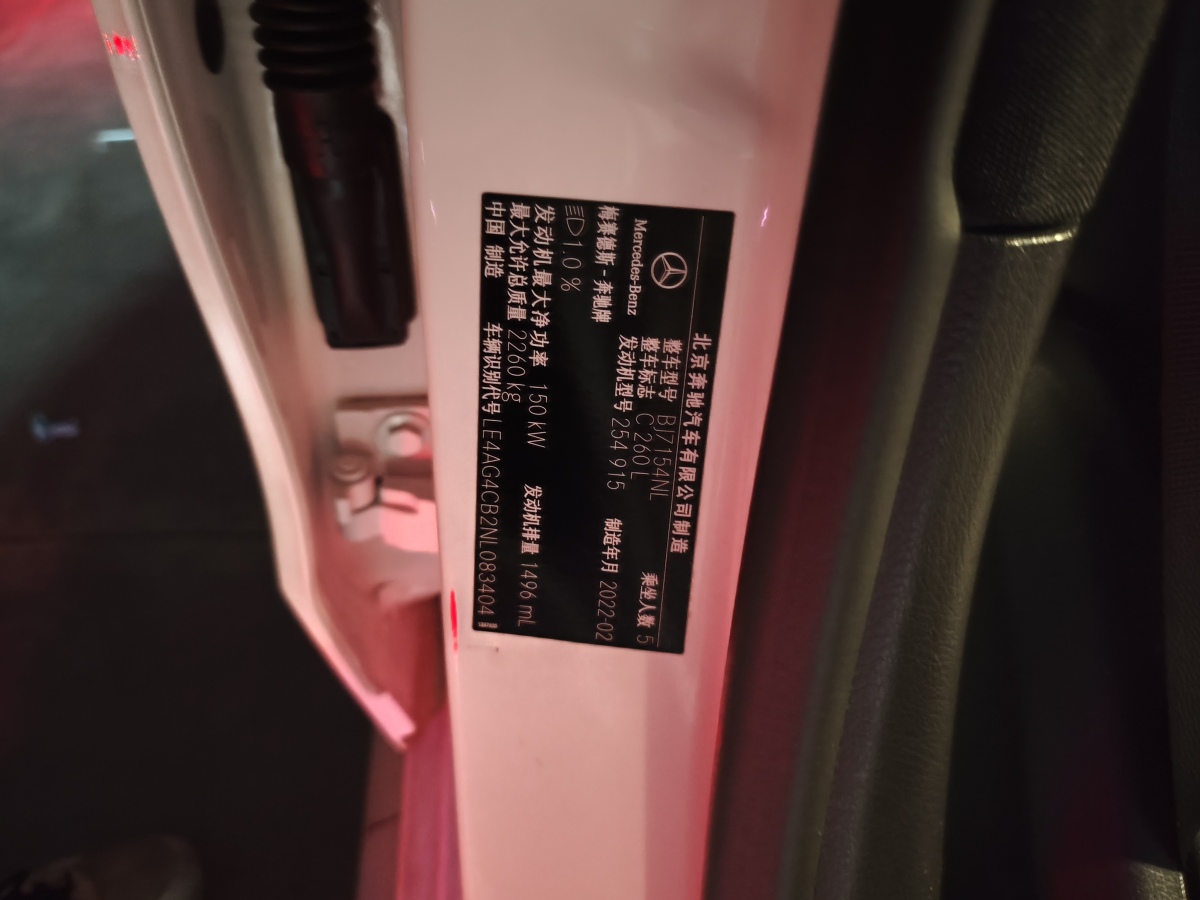 北京奔驰汽车有限公司制造
Mercedes-Benz
梅赛德斯-奔驰牌
整车型号 BJ7154NL
整车标志 C 260 L 乘坐人数 5
发动机型号 254 915 制造年月 2022-02
1.0 %
发动机最大净功率 150 kW 发动机排量 1496 mL
最大允许总质量 2260 kg
中国 制造 车辆识别代号 LE4AG4CB2NL083404